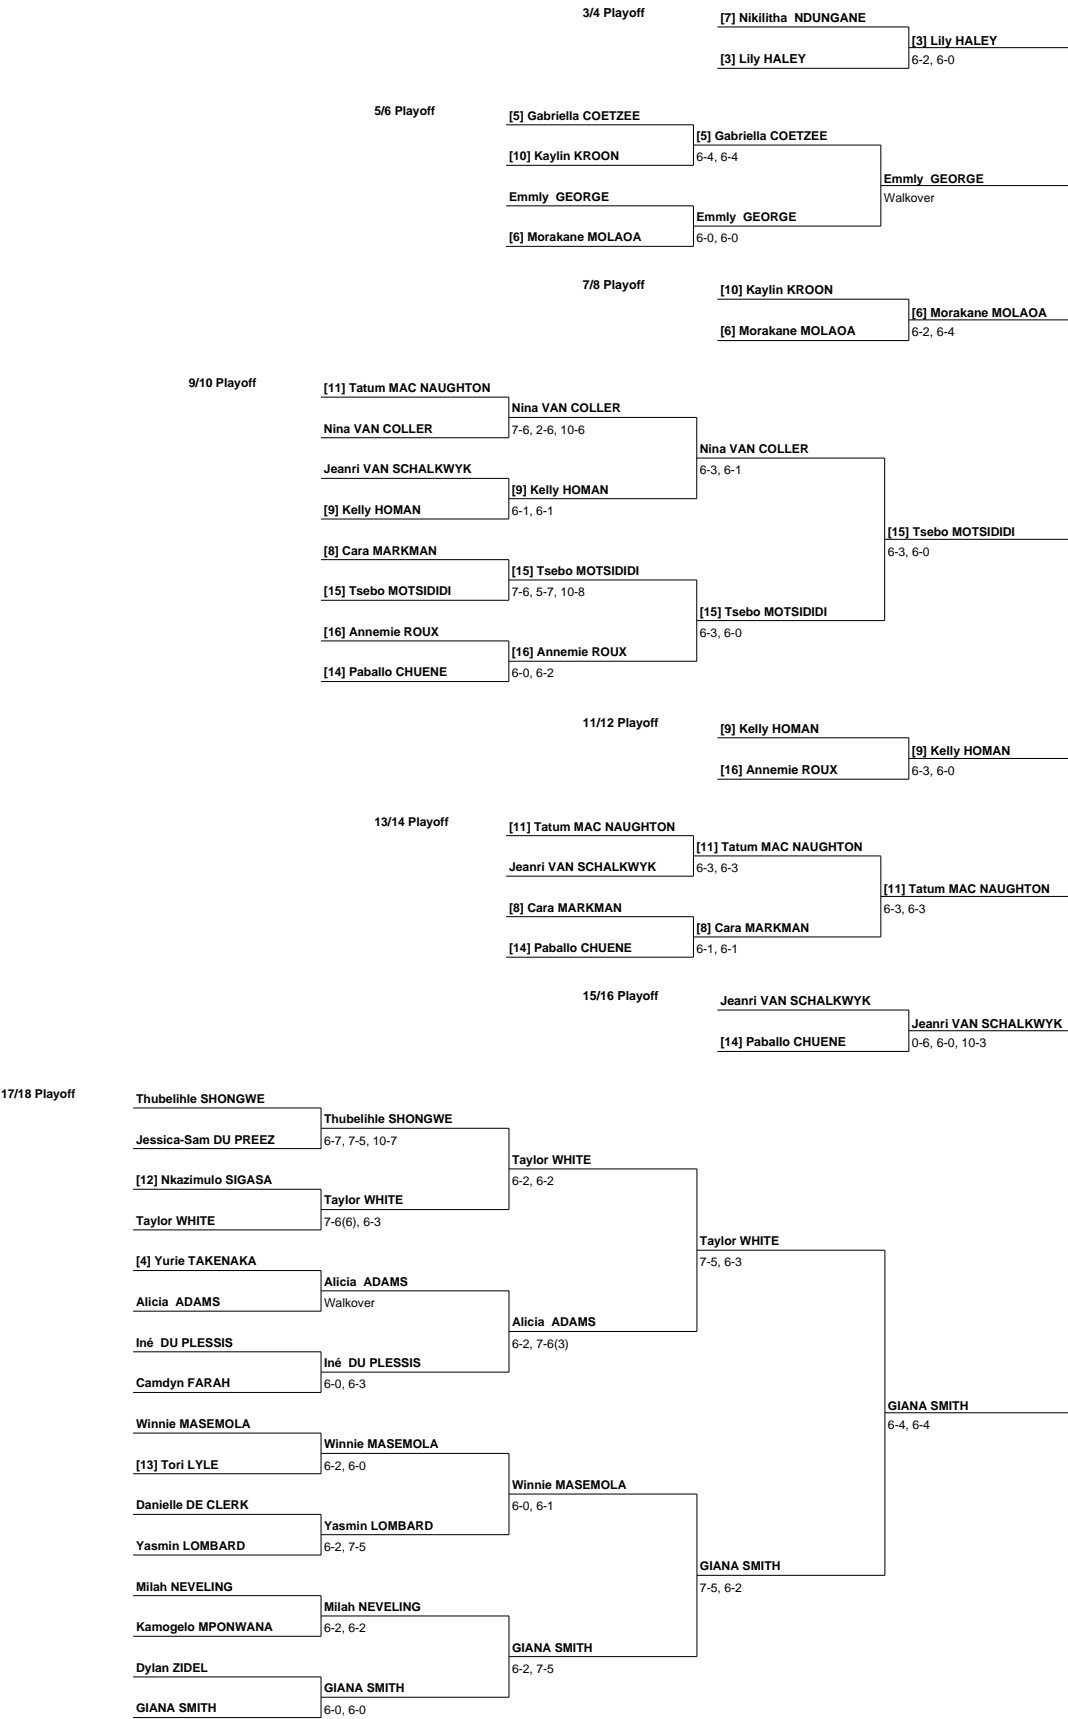 3/4 Playoff
[7] Nikilitha  NDUNGANE
[3] Lily HALEY
[3] Lily HALEY
6-2, 6-0
5/6 Playoff
[5] Gabriella COETZEE
[5] Gabriella COETZEE
[10] Kaylin KROON
6-4, 6-4
Emmly  GEORGE
Walkover
Emmly  GEORGE
Emmly  GEORGE
[6] Morakane MOLAOA
6-0, 6-0
7/8 Playoff
[10] Kaylin KROON
[6] Morakane MOLAOA
[6] Morakane MOLAOA
6-2, 6-4
9/10 Playoff
[11] Tatum MAC NAUGHTON
Nina VAN COLLER
Nina VAN COLLER
7-6, 2-6, 10-6
Nina VAN COLLER
6-3, 6-1
Jeanri VAN SCHALKWYK
[9] Kelly HOMAN
[9] Kelly HOMAN
6-1, 6-1
[15] Tsebo MOTSIDIDI
6-3, 6-0
[8] Cara MARKMAN
[15] Tsebo MOTSIDIDI
[15] Tsebo MOTSIDIDI
7-6, 5-7, 10-8
[15] Tsebo MOTSIDIDI
6-3, 6-0
[16] Annemie ROUX
[16] Annemie ROUX
[14] Paballo CHUENE
6-0, 6-2
11/12 Playoff
[9] Kelly HOMAN
[9] Kelly HOMAN
[16] Annemie ROUX
6-3, 6-0
13/14 Playoff
[11] Tatum MAC NAUGHTON
[11] Tatum MAC NAUGHTON
Jeanri VAN SCHALKWYK
6-3, 6-3
[11] Tatum MAC NAUGHTON
6-3, 6-3
[8] Cara MARKMAN
[8] Cara MARKMAN
[14] Paballo CHUENE
6-1, 6-1
15/16 Playoff
Jeanri VAN SCHALKWYK
Jeanri VAN SCHALKWYK
[14] Paballo CHUENE
0-6, 6-0, 10-3
17/18 Playoff
Thubelihle SHONGWE
Thubelihle SHONGWE
Jessica-Sam DU PREEZ
6-7, 7-5, 10-7
Taylor WHITE
6-2, 6-2
[12] Nkazimulo SIGASA
Taylor WHITE
Taylor WHITE
7-6(6), 6-3
Taylor WHITE
7-5, 6-3
[4] Yurie TAKENAKA
Alicia  ADAMS
Alicia  ADAMS
Walkover
Alicia  ADAMS
6-2, 7-6(3)
Iné  DU PLESSIS
Iné  DU PLESSIS
Camdyn FARAH
6-0, 6-3
GIANA SMITH
6-4, 6-4
Winnie MASEMOLA
Winnie MASEMOLA
[13] Tori LYLE
6-2, 6-0
Winnie MASEMOLA
6-0, 6-1
Danielle DE CLERK
Yasmin LOMBARD
Yasmin LOMBARD
6-2, 7-5
GIANA SMITH
7-5, 6-2
Milah NEVELING
Milah NEVELING
Kamogelo MPONWANA
6-2, 6-2
GIANA SMITH
6-2, 7-5
Dylan ZIDEL
GIANA SMITH
GIANA SMITH
6-0, 6-0